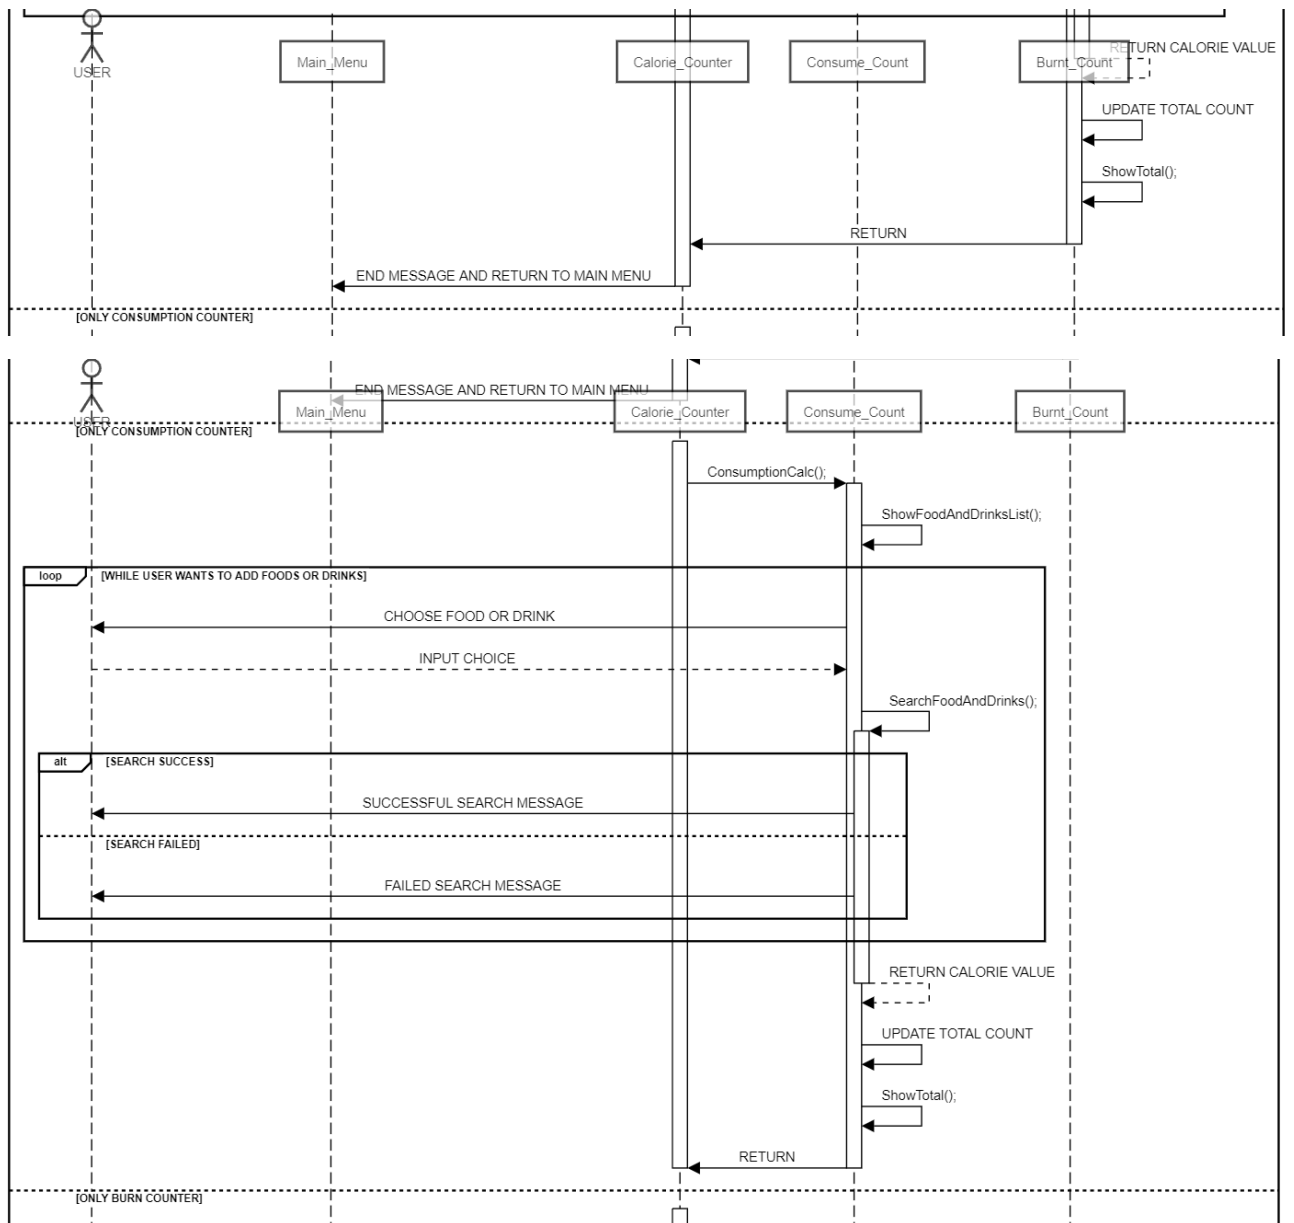 USER
Main_Menu
Calorie_Counter
Consume_Count
Burnt_Count
RETURN CALORIE VALUE
UPDATE TOTAL COUNT
ShowTotal();
RETURN
END MESSAGE AND RETURN TO MAIN MENU
[ONLY CONSUMPTION COUNTER]
END MESSAGE AND RETURN TO MAIN MENU
USER
Main_Menu
Calorie_Counter
Consume_Count
Burnt_Count
[ONLY CONSUMPTION COUNTER]
ConsumptionCalc();
ShowFoodAndDrinksList();
loop
[WHILE USER WANTS TO ADD FOODS OR DRINKS]
CHOOSE FOOD OR DRINK
INPUT CHOICE
SearchFoodAndDrinks();
alt
[SEARCH SUCCESS]
SUCCESSFUL SEARCH MESSAGE
[SEARCH FAILED]
FAILED SEARCH MESSAGE
RETURN CALORIE VALUE
UPDATE TOTAL COUNT
ShowTotal();
RETURN
[ONLY BURN COUNTER]